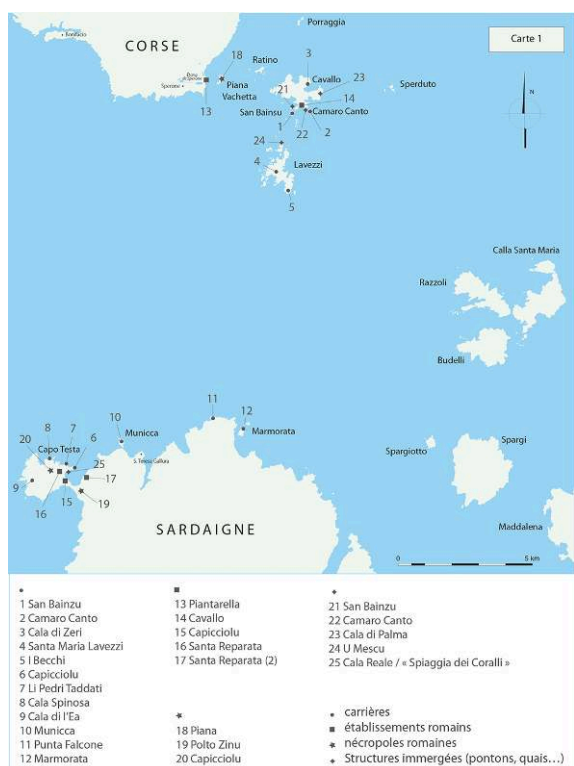 Porraggia
CORSE
Carte 1
Bonifacio
18
Ratino
3
Cavallo
23
Sperone
Piana
Vachetta
21
Sperduto
13
14
San Bainsu
Camaro Canto
1
22
2
24
Lavezzi
4
5
N
Calla Santa Maria
Razzoli
Budelli
11
12
10
Municca
Marmorata
8
7
6
20
Capo Testa
25
S. Teresa Gallura
Spargiotto
Spargi
9
17
16
15
19
Maddalena
SARDAIGNE
0
5 km
1 San Bainzu
2 Camaro Canto
3 Cala di Zeri
4 Santa Maria Lavezzi
5 I Becchi
6 Capicciolu
7 Li Pedri Taddati
8 Cala Spinosa
9 Cala di l'Ea
10 Municca
11 Punta Falcone
12 Marmorata
13 Piantarella
14 Cavallo
15 Capicciolu
16 Santa Reparata
17 Santa Reparata (2)
18 Piana
19 Polto Zinu
20 Capicciolu
21 San Bainzu
22 Camaro Canto
23 Cala di Palma
24 U Mescu
25 Cala Reale / « Spiaggia dei Coralli »
carrières
établissements romains
nécropoles romaines
Structures immergées (pontons, quais…)